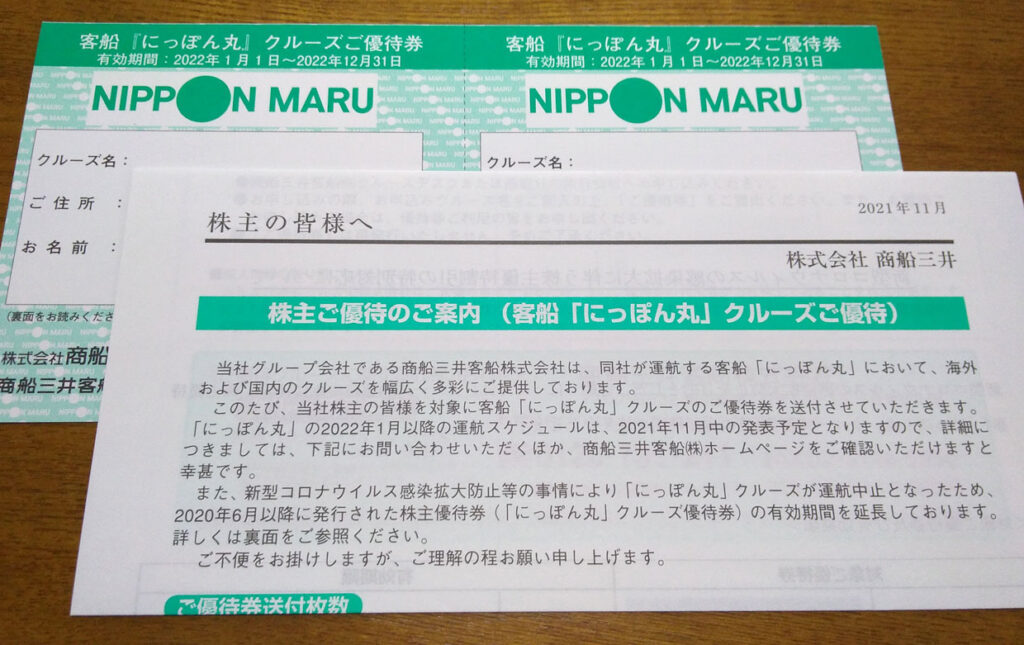 客船『にっぽん丸』クルーズご優待券
有効期間：2022年1月1日～2022年12月31日
NIPPON MARU
クルーズ名：
ご住所：
お名前：
(裏面をお読みくださ
株式会社 商船
商船三井客船
客船『にっぽん丸』クルーズご優待券
有効期間：2022年1月1日～2022年12月31日
NIPPON MARU
クルーズ名：
株主の皆様へ
2021年11月
株式会社 商船三井
株主ご優待のご案内（客船「にっぽん丸」クルーズご優待）
当社グループ会社である商船三井客船株式会社は、同社が運航する客船「にっぽん丸」において、海外
および国内のクルーズを幅広く多彩にご提供しております。
このたび、当社株主の皆様を対象に客船「にっぽん丸」クルーズのご優待券を送付させていただきます。
「にっぽん丸」の2022年1月以降の運航スケジュールは、2021年11月中の発表予定となりますので、詳細に
つきましては、下記にお問い合わせいただくほか、商船三井客船㈱ホームページをご確認いただけますと
幸甚です。
また、新型コロナウイルス感染拡大防止等の事情により「にっぽん丸」クルーズが運航中止となったため、
2020年6月以降に発行された株主優待券（「にっぽん丸」クルーズ優待券）の有効期間を延長しております。
詳しくは裏面をご参照ください。
ご不便をお掛けしますが、ご理解の程お願い申し上げます。
ご優待券送付枚数